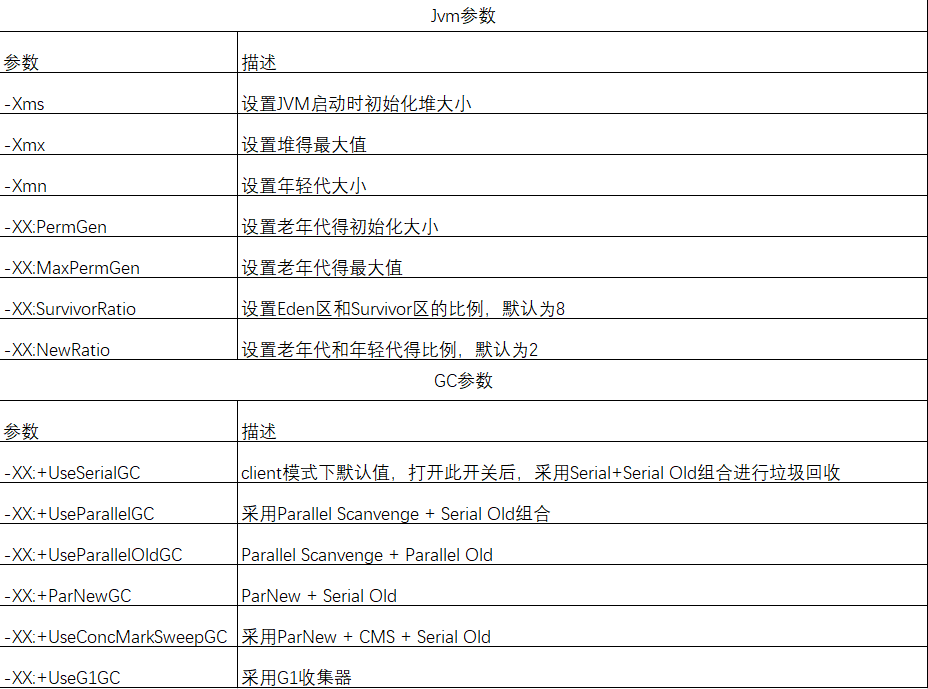 Jvm参数
参数 描述
-Xms 设置JVM启动时初始化堆大小
-Xmx 设置堆得最大值
-Xmn 设置年轻代大小
-XX:PermGen 设置老年代得初始化大小
-XX:MaxPermGen 设置老年代得最大值
-XX:SurvivorRatio 设置Eden区和Survivor区的比例，默认为8
-XX:NewRatio 设置老年代和年轻代得比例，默认为2
GC参数
参数 描述
-XX:+UseSerialGC client模式下默认值，打开此开关后，采用Serial+Serial Old组合进行垃圾回收
-XX:+UseParallelGC 采用Parallel Scanvenge + Serial Old组合
-XX:+UseParallelOldGC Parallel Scanvenge + Parallel Old
-XX:+ParNewGC ParNew + Serial Old
-XX:+UseConcMarkSweepGC 采用ParNew + CMS + Serial Old
-XX:+UseG1GC 采用G1收集器